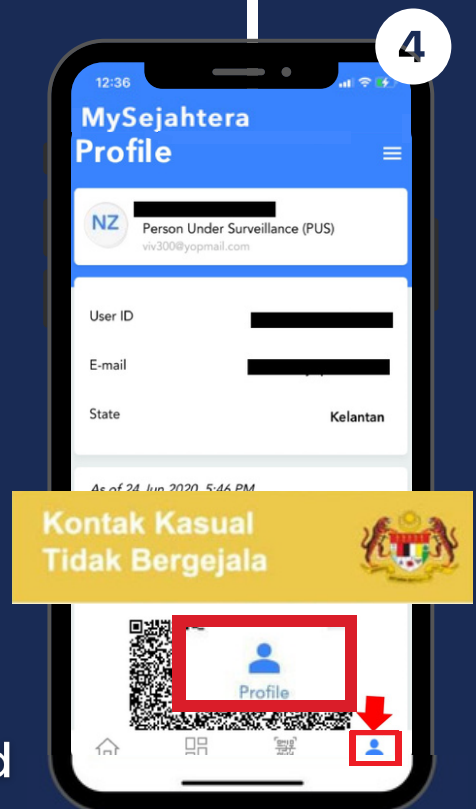 4
12:36
MySejahtera
Profile
NZ
Person Under Surveillance (PUS)
viv300@yopmail.com
User ID
E-mail
State Kelantan
As of 24 Jun 2020, 5:46 PM
Kontak Kasual
Tidak Bergejala
Profile
d